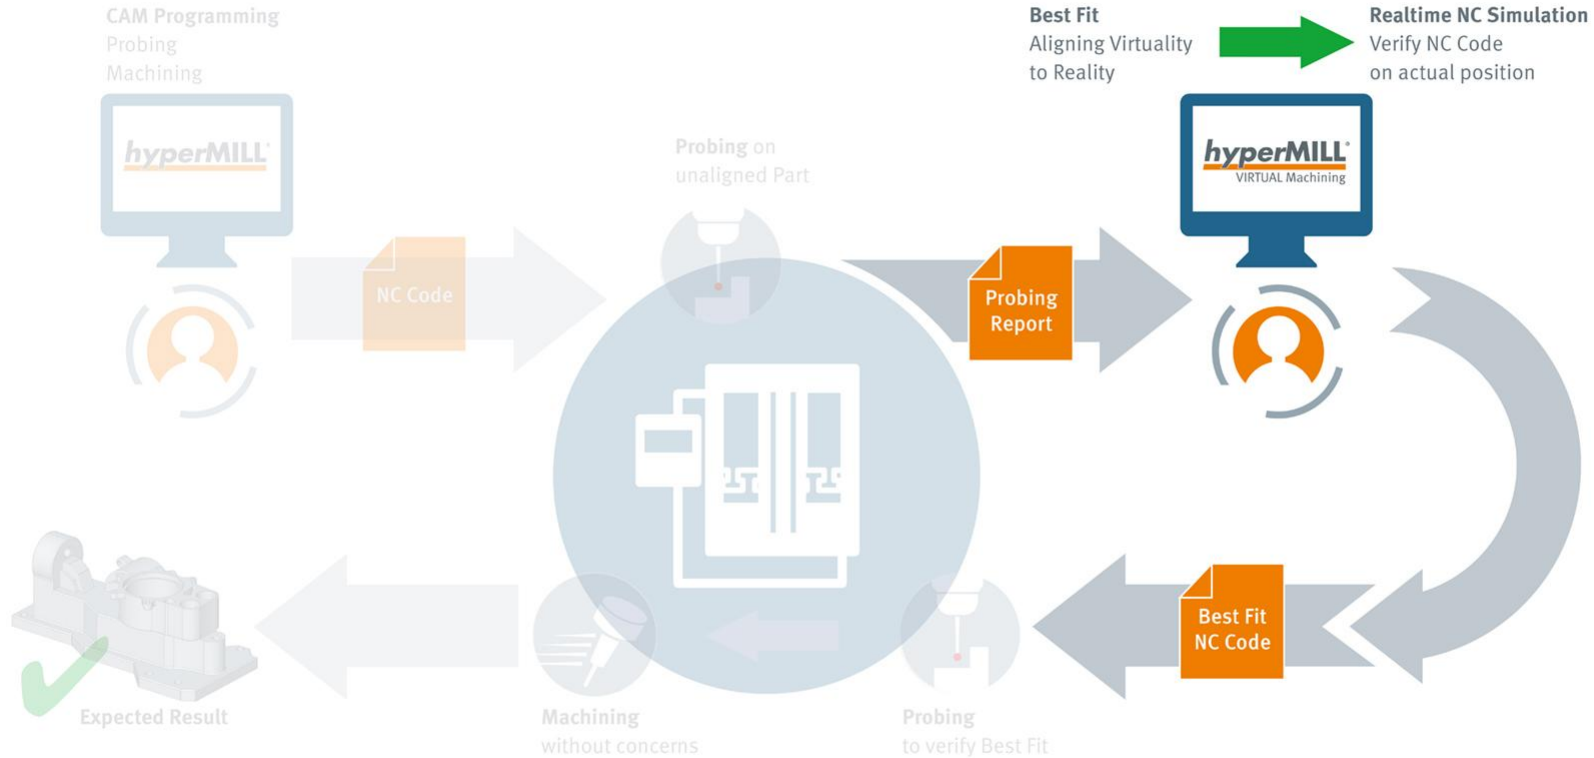 CAM Programming
Probing
Machining
Best Fit
Aligning Virtuality
to Reality
Realtime NC Simulation
Verify NC Code
on actual position
hyperMILL®
Probing on
unaligned Part
hyperMILL®
VIRTUAL Machining
NC Code
Probing
Report
Best Fit
NC Code
Expected Result
Machining
without concerns
Probing
to verify Best Fit